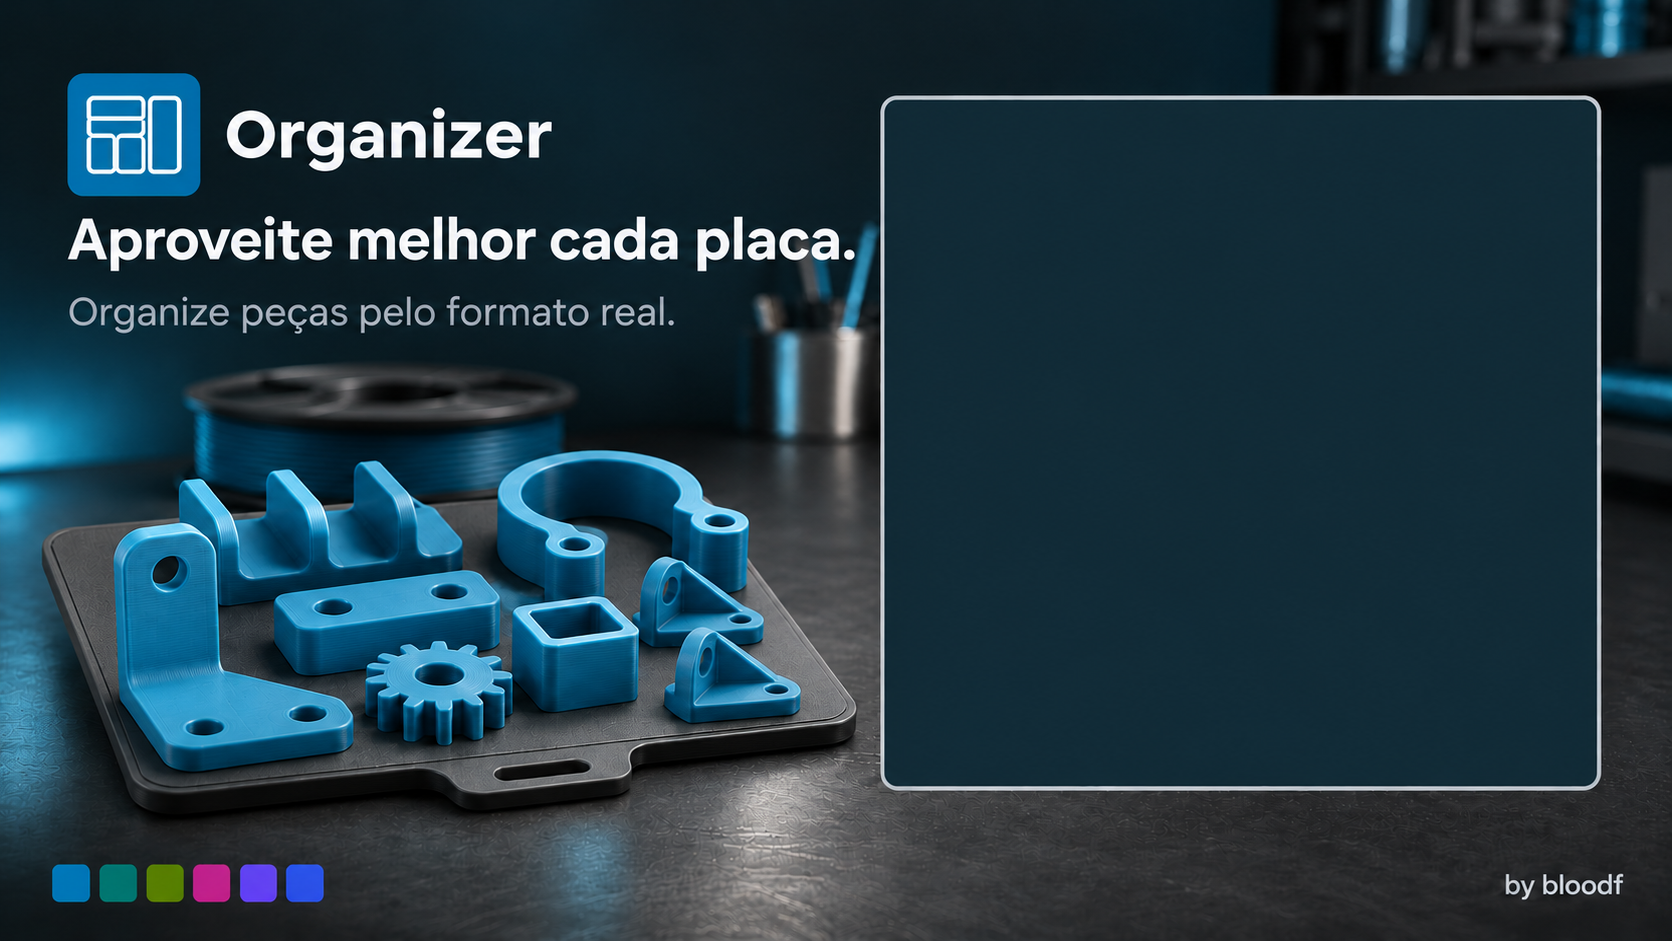 Organizer
Aproveite melhor cada placa.
Organize peças pelo formato real.
by bloodf